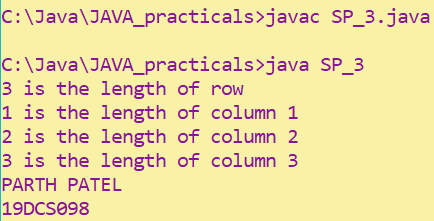 C:\Java\JAVA_practicals>javac SP_3.java
C:\Java\JAVA_practicals>java SP_3
3 is the length of row
1 is the length of column 1
2 is the length of column 2
3 is the length of column 3
PARTH PATEL
19DCS098